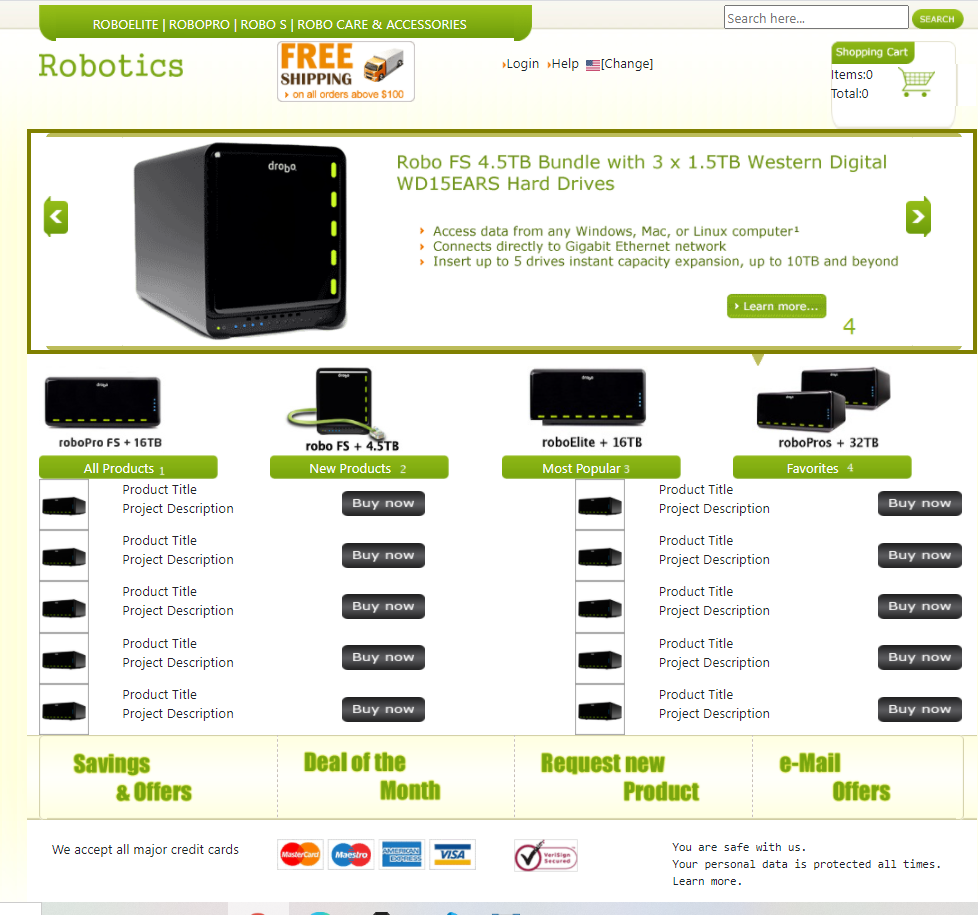 ROBOELITE | ROBOPRO | ROBO S | ROBO CARE & ACCESSORIES
Search here...
SEARCH
Robotics
FREE
SHIPPING
on all orders above $100
Login Help [Change]
Shopping Cart
Items:0
Total:0
drobo
Robo FS 4.5TB Bundle with 3 x 1.5TB Western Digital
WD15EARS Hard Drives
Access data from any Windows, Mac, or Linux computer¹
Connects directly to Gigabit Ethernet network
Insert up to 5 drives instant capacity expansion, up to 10TB and beyond
Learn more...
4
drobo
roboPro FS + 16TB
drobo
robo FS + 4.5TB
drobo
roboElite + 16TB
drobo
drobo
roboPros + 32TB
All Products 1
New Products 2
Most Popular 3
Favorites 4
Product Title
Project Description
Buy now
Product Title
Project Description
Buy now
Product Title
Project Description
Buy now
Product Title
Project Description
Buy now
Product Title
Project Description
Buy now
Product Title
Project Description
Buy now
Product Title
Project Description
Buy now
Product Title
Project Description
Buy now
Product Title
Project Description
Buy now
Product Title
Project Description
Buy now
Savings
& Offers
Deal of the
Month
Request new
Product
e-Mail
Offers
We accept all major credit cards
MasterCard
Maestro
AMERICAN
EXPRESS
VISA
VeriSign
Secured
You are safe with us.
Your personal data is protected all times.
Learn more.